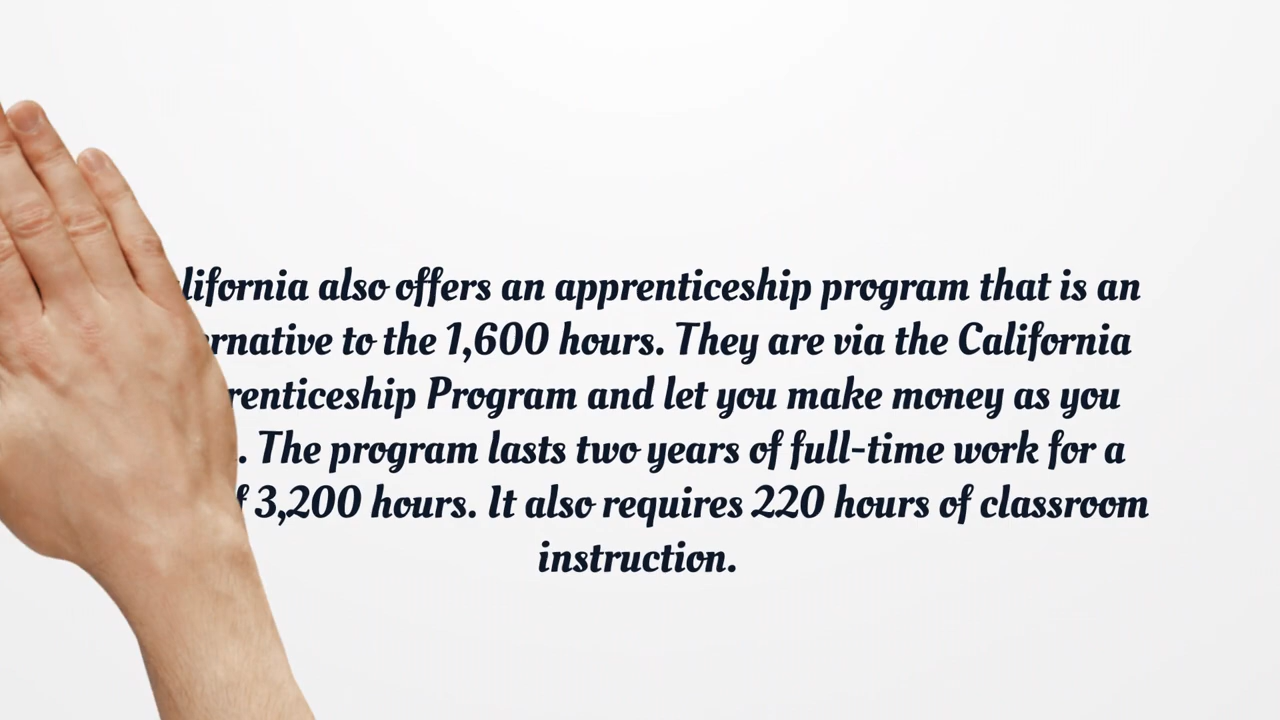 lifornia also offers an apprenticeship program that is an
rnative to the 1,600 hours. They are via the California
renticeship Program and let you make money as you
. The program lasts two years of full-time work for a
f 3,200 hours. It also requires 220 hours of classroom
instruction.